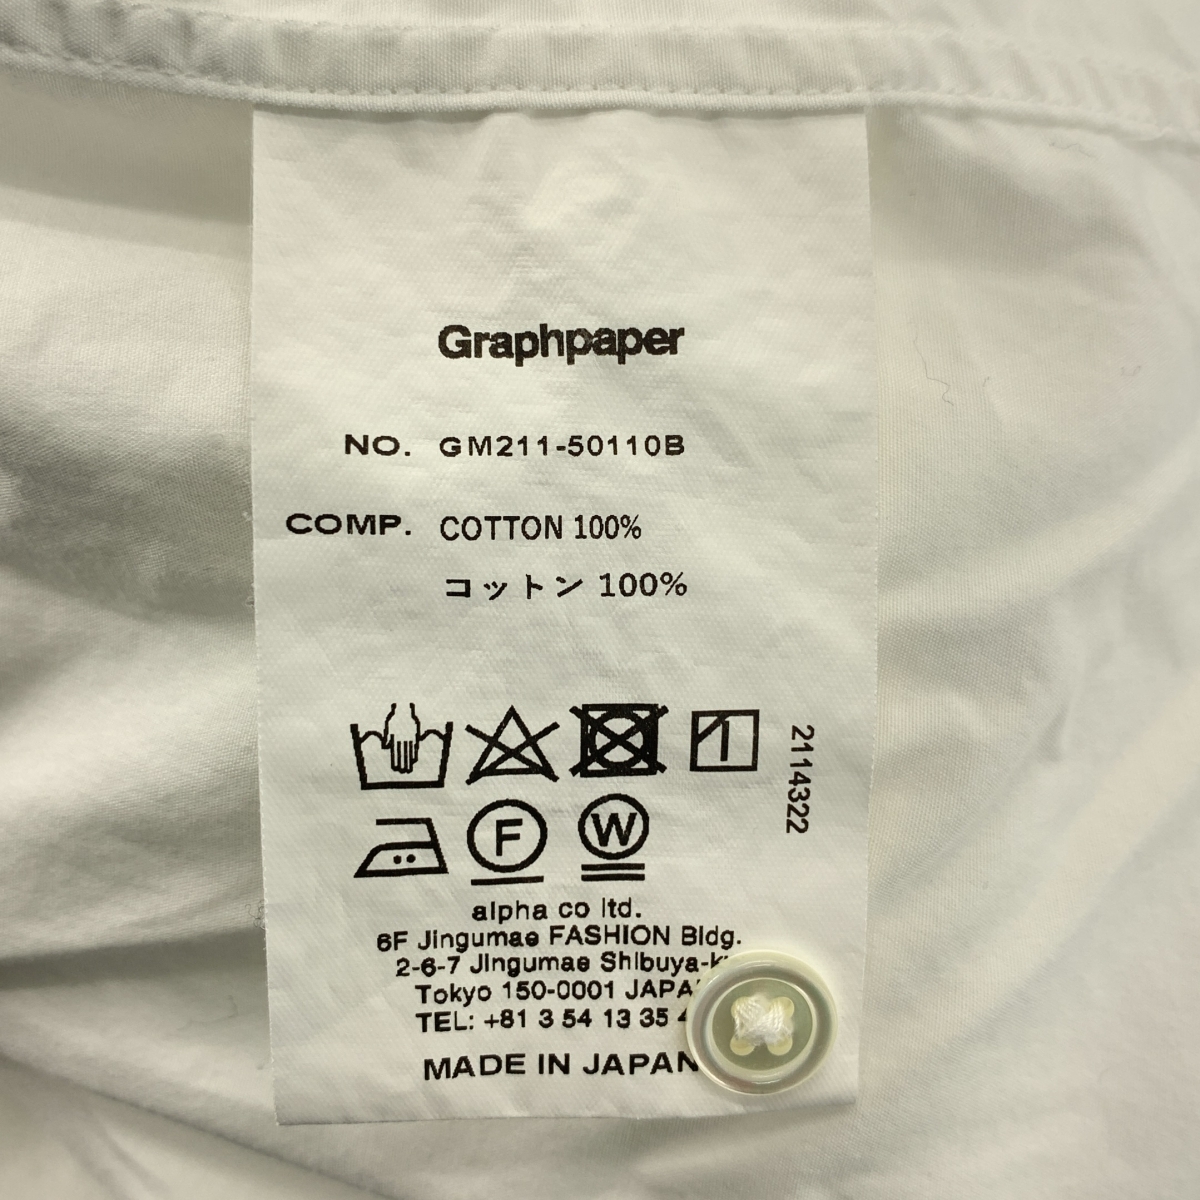 Graphpaper
NO. GM211-50110B
COMP. COTTON 100%
コットン 100%
2114322
F W
alpha co ltd.
6F Jingumae FASHION Bldg.
2-6-7 Jingumae Shibuya-k
Tokyo 150-0001 JAPA
TEL: +81 3 54 13 35
MADE IN JAPAN